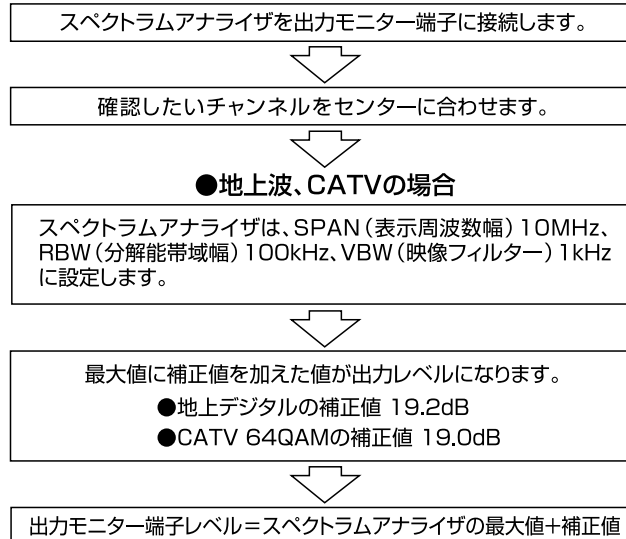 スペクトラムアナライザを出力モニター端子に接続します。
確認したいチャンネルをセンターに合わせます。
●地上波、CATVの場合
スペクトラムアナライザは、SPAN(表示周波数幅)10MHz、
RBW(分解能帯域幅)100kHz、VBW(映像フィルター)1kHz
に設定します。
最大値に補正値を加えた値が出力レベルになります。
●地上デジタルの補正値 19.2dB
●CATV 64QAMの補正値 19.0dB
出力モニター端子レベル=スペクトラムアナライザの最大値+補正値